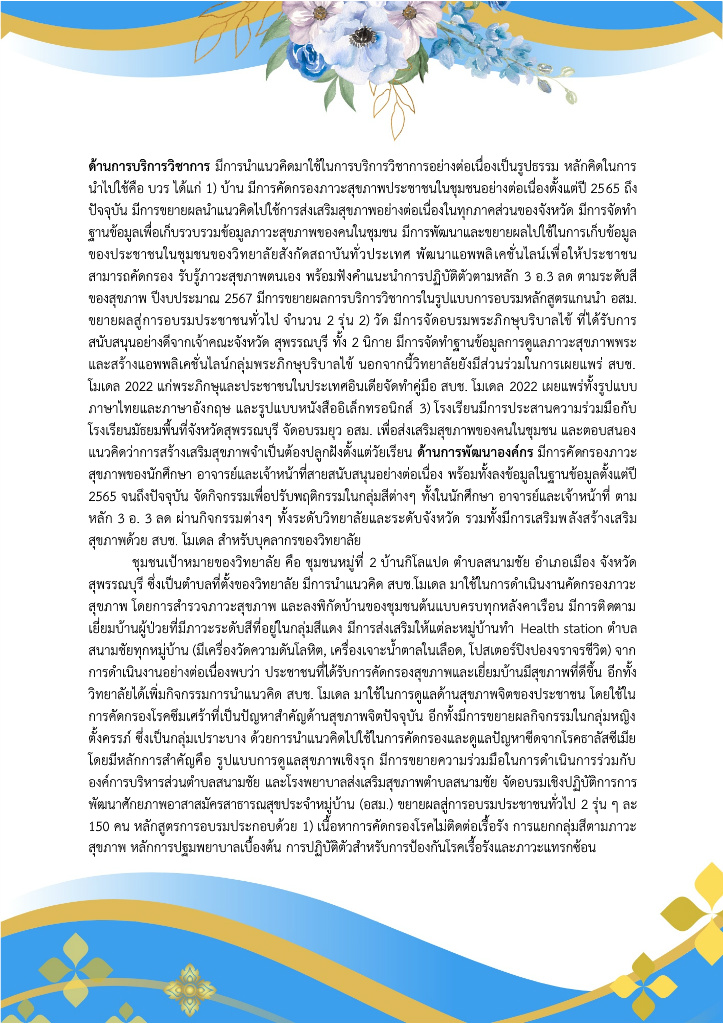 ด้านการบริการวิชาการ มีการนำแนวคิดมาใช้ในการบริการวิชาการอย่างต่อเนื่องเป็นรูปธรรม หลักคิดในการ
นำไปใช้คือ บวร ได้แก่ 1) บ้าน มีการคัดกรองภาวะสุขภาพประชาชนในชุมชนอย่างต่อเนื่องตั้งแต่ปี 2565 ถึง
ปัจจุบัน มีการขยายผลนำแนวคิดไปใช้การส่งเสริมสุขภาพอย่างต่อเนื่องในทุกภาคส่วนของจังหวัด มีการจัดทำ
ฐานข้อมูลเพื่อเก็บรวบรวมข้อมูลภาวะสุขภาพของคนในชุมชน มีการพัฒนาและขยายผลไปใช้ในการเก็บข้อมูล
ของประชาชนในชุมชนของวิทยาลัยสังกัดสถาบันทั่วประเทศ พัฒนาแอพพลิเคชั่นไลน์เพื่อให้ประชาชน
สามารถคัดกรอง รับรู้ภาวะสุขภาพตนเอง พร้อมฟังคำแนะนำการปฏิบัติตัวตามหลัก 3 อ.3 ลด ตามระดับสี
ของสุขภาพ ปีงบประมาณ 2567 มีการขยายผลการบริการวิชาการในรูปแบบการอบรมหลักสูตรแกนนำ อสม.
ขยายผลสู่การอบรมประชาชนทั่วไป จำนวน 2 รุ่น 2) วัด มีการจัดอบรมพระภิกษุบริบาลไข้ ที่ได้รับการ
สนับสนุนอย่างดีจากเจ้าคณะจังหวัด สุพรรณบุรี ทั้ง 2 นิกาย มีการจัดทำฐานข้อมูลการดูแลภาวะสุขภาพพระ
และสร้างแอพพลิเคชั่นไลน์กลุ่มพระภิกษุบริบาลไข้ นอกจากนี้วิทยาลัยยังมีส่วนร่วมในการเผยแพร่ สบช.
โมเดล 2022 แก่พระภิกษุและประชาชนในประเทศอินเดียจัดทำคู่มือ สบช. โมเดล 2022 เผยแพร่ทั้งรูปแบบ
ภาษาไทยและภาษาอังกฤษ และรูปแบบหนังสืออิเล็กทรอนิกส์ 3) โรงเรียนมีการประสานความร่วมมือกับ
โรงเรียนมัธยมพื้นที่จังหวัดสุพรรณบุรี จัดอบรมยุว อสม. เพื่อส่งเสริมสุขภาพของคนในชุมชน และตอบสนอง
แนวคิดว่าการสร้างเสริมสุขภาพจำเป็นต้องปลูกฝังตั้งแต่วัยเรียน ด้านการพัฒนาองค์กร มีการคัดกรองภาวะ
สุขภาพของนักศึกษา อาจารย์และเจ้าหน้าที่สายสนับสนุนอย่างต่อเนื่อง พร้อมทั้งลงข้อมูลในฐานข้อมูลตั้งแต่ปี
2565 จนถึงปัจจุบัน จัดกิจกรรมเพื่อปรับพฤติกรรมในกลุ่มสีต่างๆ ทั้งในนักศึกษา อาจารย์และเจ้าหน้าที่ ตาม
หลัก 3 อ. 3 ลด ผ่านกิจกรรมต่างๆ ทั้งระดับวิทยาลัยและระดับจังหวัด รวมทั้งมีการเสริมพลังสร้างเสริม
สุขภาพด้วย สบช. โมเดล สำหรับบุคลากรของวิทยาลัย
ชุมชนเป้าหมายของวิทยาลัย คือ ชุมชนหมู่ที่ 2 บ้านกิโลแปด ตำบลสนามชัย อำเภอเมือง จังหวัด
สุพรรณบุรี ซึ่งเป็นตำบลที่ตั้งของวิทยาลัย มีการนำแนวคิด สบช.โมเดล มาใช้ในการดำเนินงานคัดกรองภาวะ
สุขภาพ โดยการสำรวจภาวะสุขภาพ และลงพิกัดบ้านของชุมชนต้นแบบครบทุกหลังคาเรือน มีการติดตาม
เยี่ยมบ้านผู้ป่วยที่มีภาวะระดับสีที่อยู่ในกลุ่มสีแดง มีการส่งเสริมให้แต่ละหมู่บ้านทำ Health station ตำบล
สนามชัยทุกหมู่บ้าน (มีเครื่องวัดความดันโลหิต, เครื่องเจาะน้ำตาลในเลือด, โปสเตอร์ปิงปองจราจรชีวิต) จาก
การดำเนินงานอย่างต่อเนื่องพบว่า ประชาชนที่ได้รับการคัดกรองสุขภาพและเยี่ยมบ้านมีสุขภาพที่ดีขึ้น อีกทั้ง
วิทยาลัยได้เพิ่มกิจกรรมการนำแนวคิด สบช. โมเดล มาใช้ในการดูแลด้านสุขภาพจิตของประชาชน โดยใช้ใน
การคัดกรองโรคซึมเศร้าที่เป็นปัญหาสำคัญด้านสุขภาพจิตปัจจุบัน อีกทั้งมีการขยายผลกิจกรรมในกลุ่มหญิง
ตั้งครรภ์ ซึ่งเป็นกลุ่มเปราะบาง ด้วยการนำแนวคิดไปใช้ในการคัดกรองและดูแลปัญหาซีดจากโรคธาลัสซีเมีย
โดยมีหลักการสำคัญคือ รูปแบบการดูแลสุขภาพเชิงรุก มีการขยายความร่วมมือในการดำเนินการร่วมกับ
องค์การบริหารส่วนตำบลสนามชัย และโรงพยาบาลส่งเสริมสุขภาพตำบลสนามชัย จัดอบรมเชิงปฏิบัติการการ
พัฒนาศักยภาพอาสาสมัครสาธารณสุขประจำหมู่บ้าน (อสม.) ขยายผลสู่การอบรมประชาชนทั่วไป 2 รุ่น ๆ ละ
150 คน หลักสูตรการอบรมประกอบด้วย 1) เนื้อหาการคัดกรองโรคไม่ติดต่อเรื้อรัง การแยกกลุ่มสีตามภาวะ
สุขภาพ หลักการปฐมพยาบาลเบื้องต้น การปฏิบัติตัวสำหรับการป้องกันโรคเรื้อรังและภาวะแทรกซ้อน